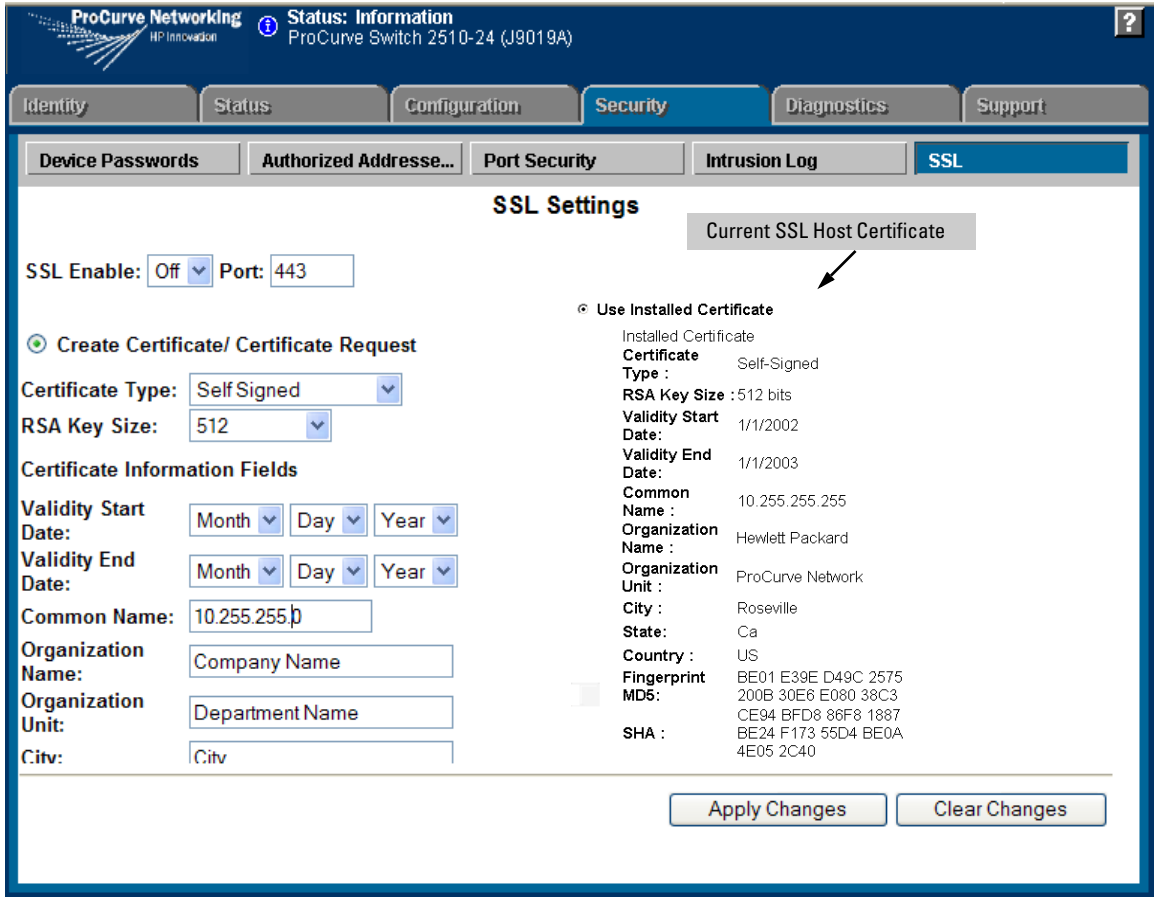 ProCurve Networking
HP Innovation
Status: Information
ProCurve Switch 2510-24 (J9019A)
?
Identity
Status
Configuration
Security
Diagnostics
Support
Device Passwords
Authorized Addresse...
Port Security
Intrusion Log
SSL
SSL Settings
Current SSL Host Certificate
SSL Enable: Off Port: 443
Create Certificate/ Certificate Request
Certificate Type: Self Signed
RSA Key Size: 512
Certificate Information Fields
Validity Start
Date: Month Day Year
Validity End
Date: Month Day Year
Common Name: 10.255.255.0
Organization
Name: Company Name
Organization
Unit: Department Name
City: City
Use Installed Certificate
Installed Certificate
Certificate
Type : Self-Signed
RSA Key Size : 512 bits
Validity Start
Date: 1/1/2002
Validity End
Date: 1/1/2003
Common
Name : 10.255.255.255
Organization
Name : Hewlett Packard
Organization
Unit : ProCurve Network
City : Roseville
State: Ca
Country : US
Fingerprint BE01 E39E D49C 2575
MD5: 200B 30E6 E080 38C3
CE94 BFD8 86F8 1887
SHA : BE24 F173 55D4 BE0A
4E05 2C40
Apply Changes
Clear Changes